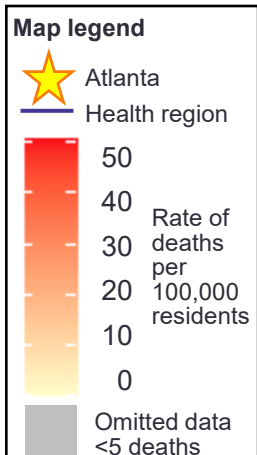 Map legend
Atlanta
Health region
50
40
30
20
10
0
Rate of
deaths
per
100,000
residents
Omitted data
<5 deaths